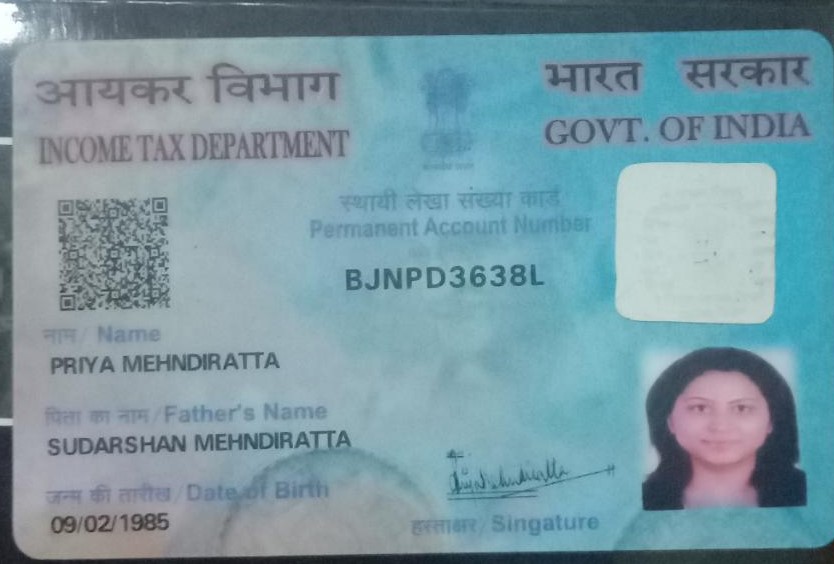 आयकर विभाग
INCOME TAX DEPARTMENT
भारत सरकार
GOVT. OF INDIA
स्थायी लेखा संख्या कार्ड
Permanent Account Number
BJNPD3638L
नाम / Name
PRIYA MEHNDIRATTA
पिता का नाम / Father's Name
SUDARSHAN MEHNDIRATTA
जन्म की तारीख / Date of Birth
09/02/1985
हस्ताक्षर / Singature